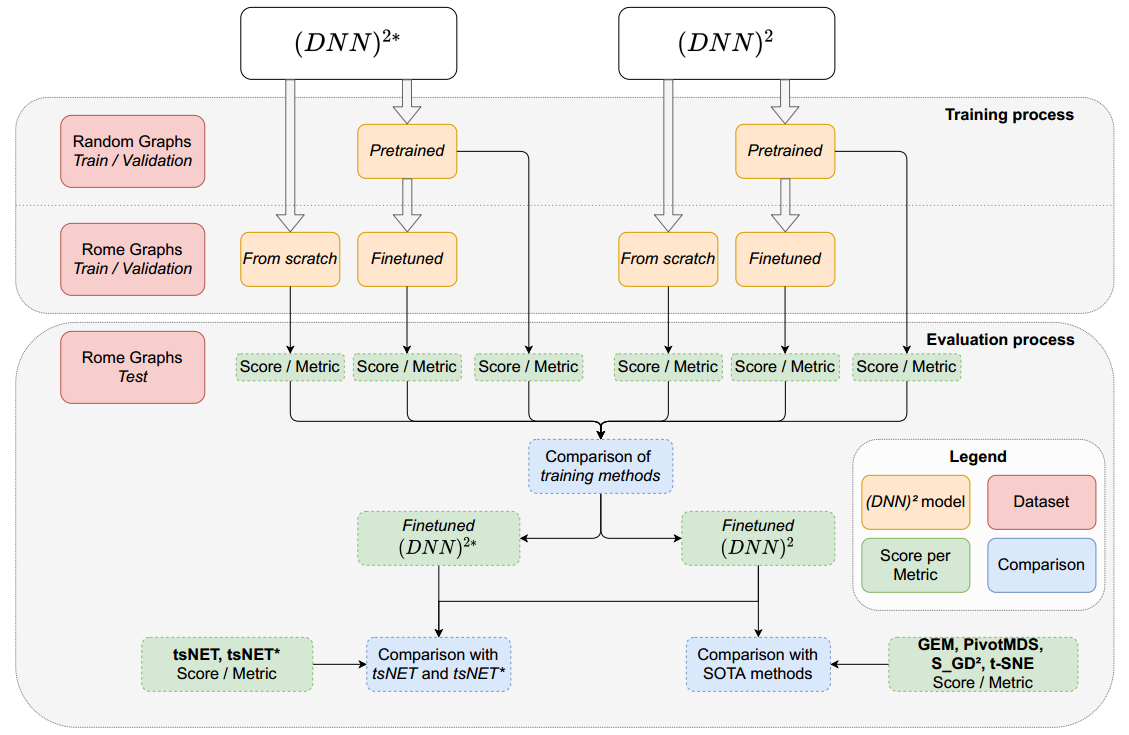 (DNN)²*
(DNN)²
Training process
Random Graphs
Train / Validation
Pretrained
Pretrained
Rome Graphs
Train / Validation
From scratch
Finetuned
From scratch
Finetuned
Evaluation process
Rome Graphs
Test
Score / Metric
Score / Metric
Score / Metric
Score / Metric
Score / Metric
Score / Metric
Comparison of
training methods
Legend
(DNN)² model
Dataset
Score per
Metric
Comparison
Finetuned
(DNN)²*
Finetuned
(DNN)²
tsNET, tsNET*
Score / Metric
Comparison with
tsNET and tsNET*
Comparison with
SOTA methods
GEM, PivotMDS,
S_GD², t-SNE
Score / Metric